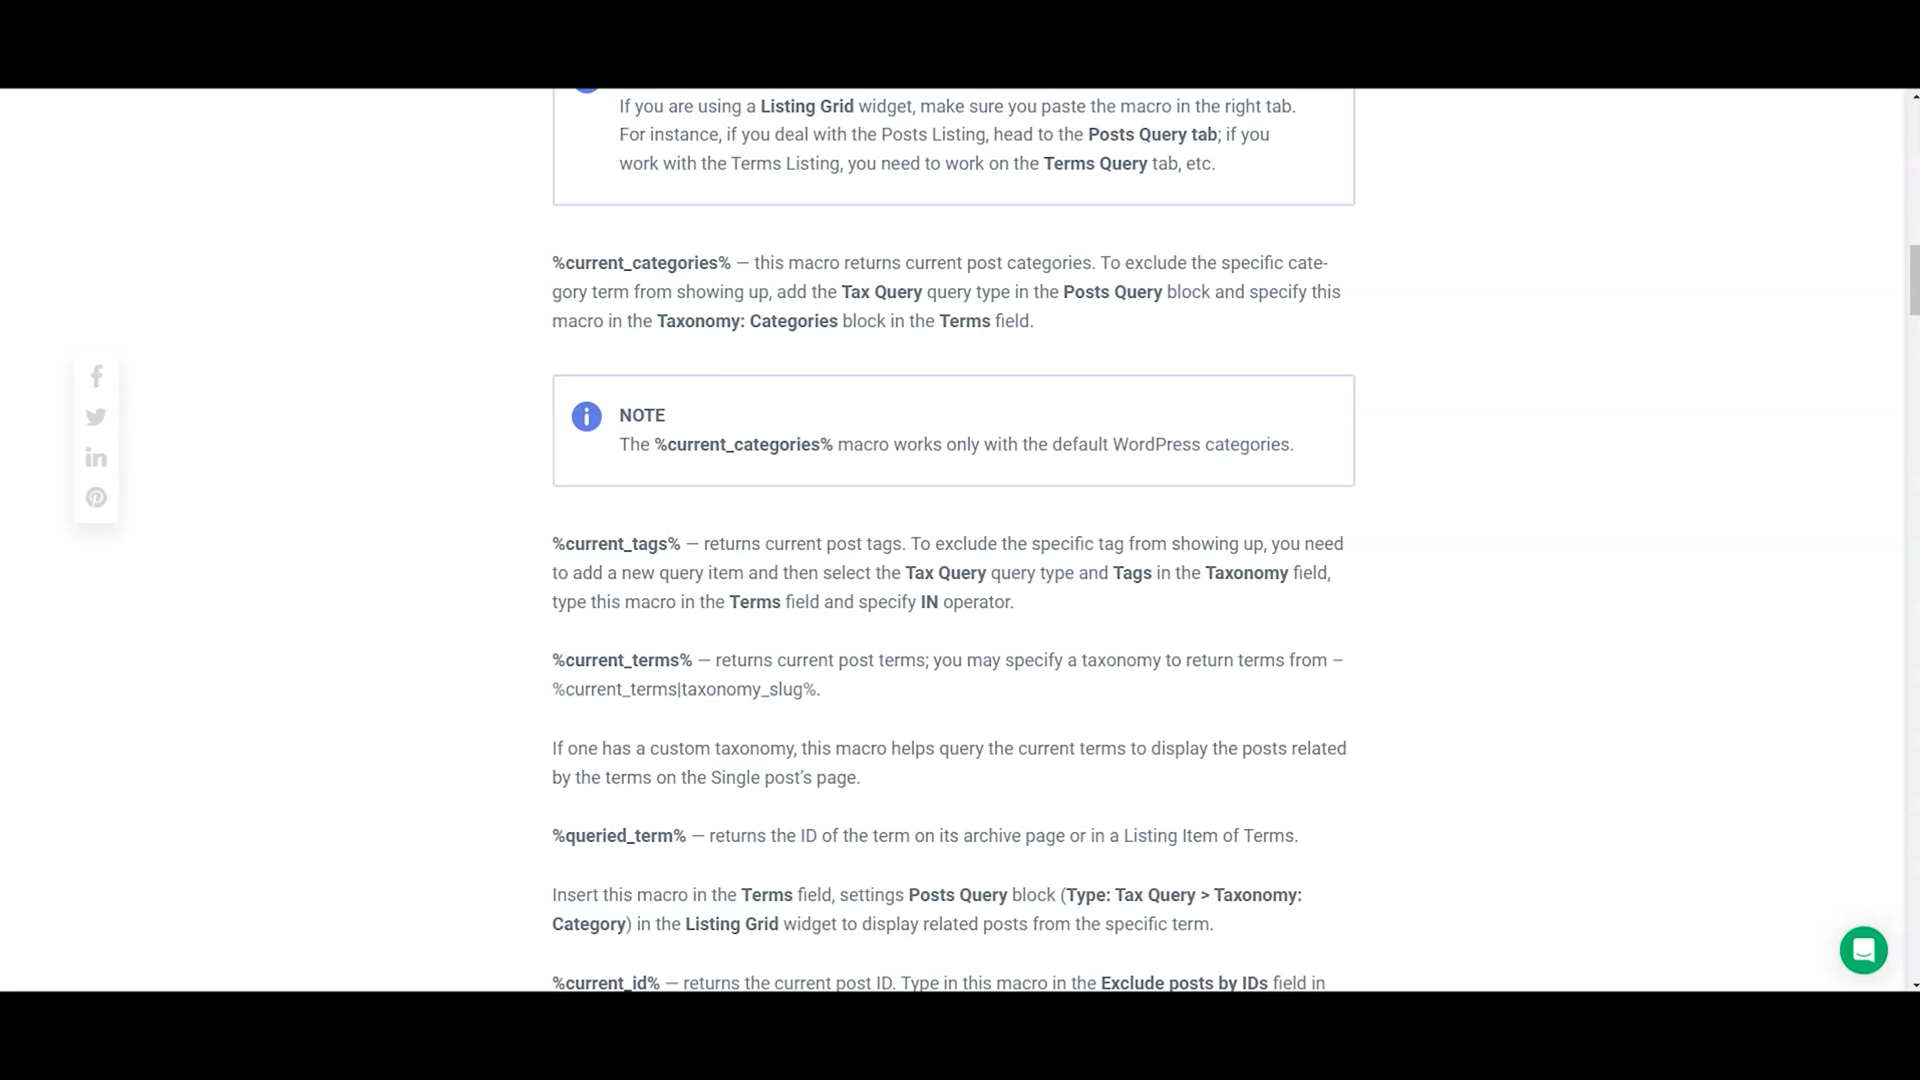 If you are using a Listing Grid widget, make sure you paste the macro in the right tab.
For instance, if you deal with the Posts Listing, head to the Posts Query tab; if you
work with the Terms Listing, you need to work on the Terms Query tab, etc.
%current_categories% — this macro returns current post categories. To exclude the specific cate-
gory term from showing up, add the Tax Query query type in the Posts Query block and specify this
macro in the Taxonomy: Categories block in the Terms field.
NOTE
The %current_categories% macro works only with the default WordPress categories.
%current_tags% — returns current post tags. To exclude the specific tag from showing up, you need
to add a new query item and then select the Tax Query query type and Tags in the Taxonomy field,
type this macro in the Terms field and specify IN operator.
%current_terms% — returns current post terms; you may specify a taxonomy to return terms from –
%current_terms|taxonomy_slug%.
If one has a custom taxonomy, this macro helps query the current terms to display the posts related
by the terms on the Single post’s page.
%queried_term% — returns the ID of the term on its archive page or in a Listing Item of Terms.
Insert this macro in the Terms field, settings Posts Query block (Type: Tax Query > Taxonomy:
Category) in the Listing Grid widget to display related posts from the specific term.
%current_id% — returns the current post ID. Type in this macro in the Exclude posts by IDs field in